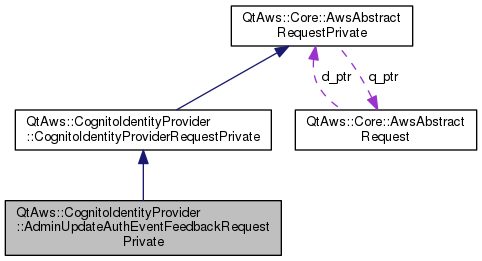 QtAws::Core::AwsAbstract
RequestPrivate
d_ptr
q_ptr
QtAws::CognitoIdentityProvider
::CognitoIdentityProviderRequestPrivate
QtAws::Core::AwsAbstract
Request
QtAws::CognitoIdentityProvider
::AdminUpdateAuthEventFeedbackRequest
Private